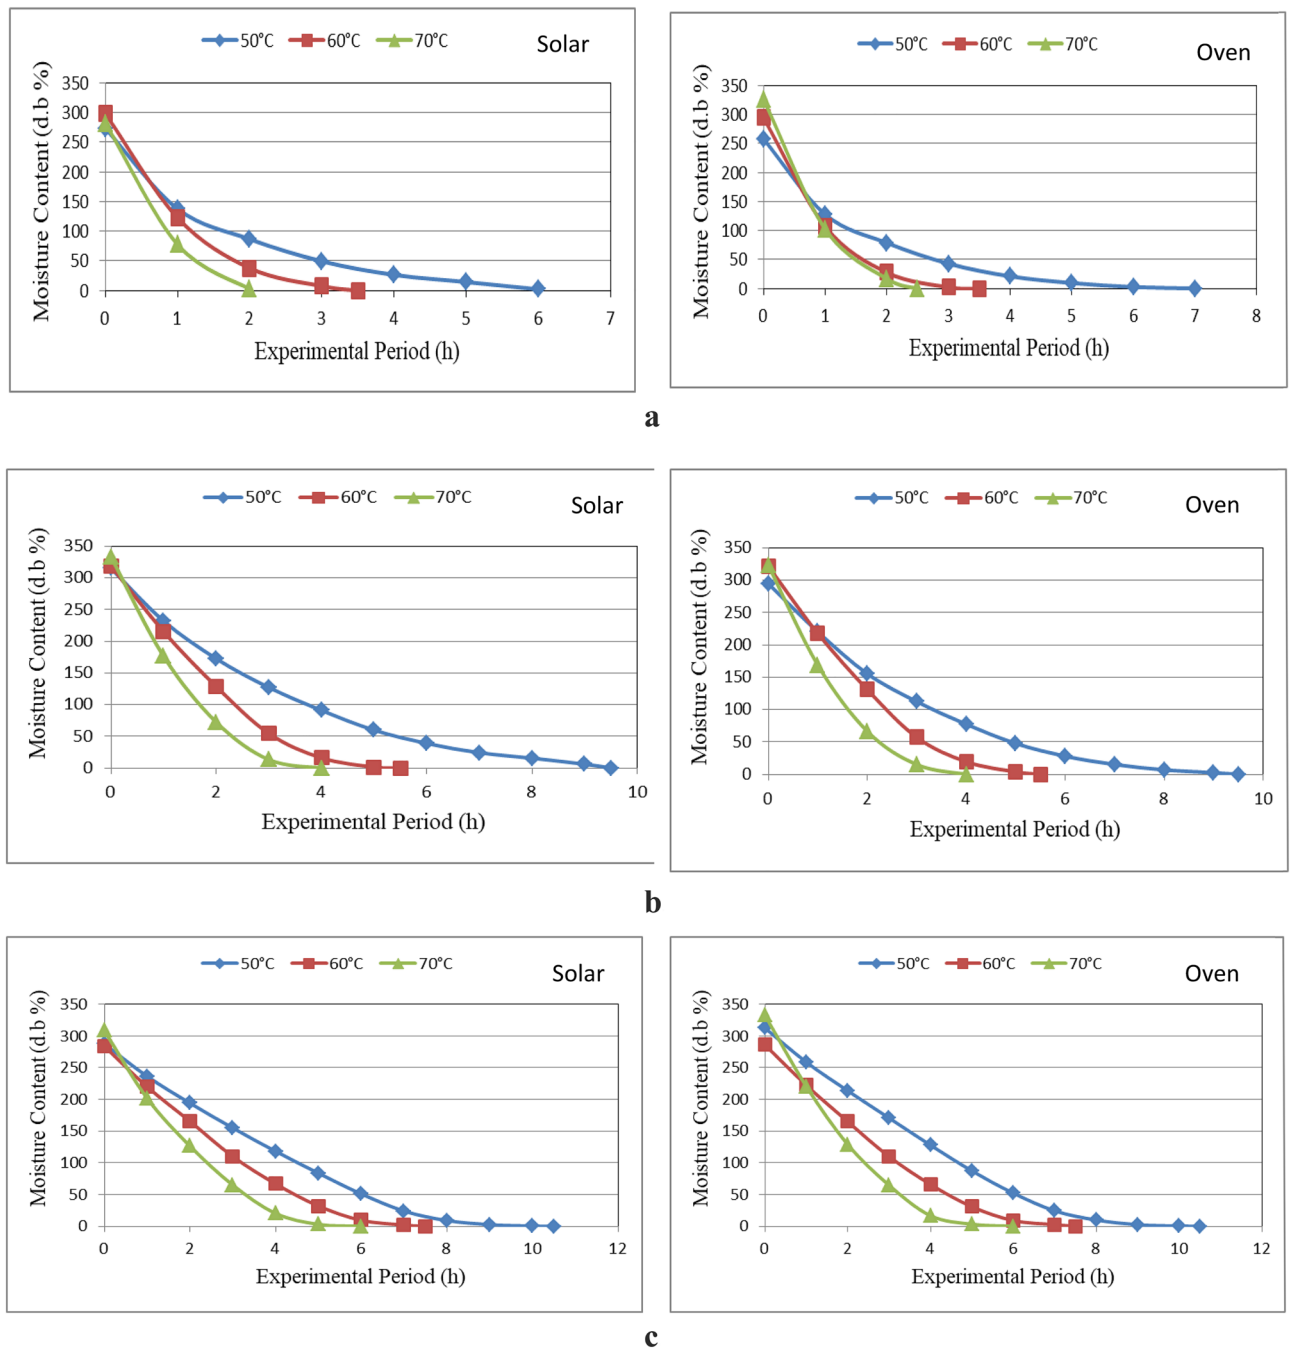 50°C 60°C 70°C
Solar
Moisture Content (d.b %)
350
300
250
200
150
100
50
0
0 1 2 3 4 5 6 7
Experimental Period (h)
50°C 60°C 70°C
Oven
Moisture Content (d.b %)
350
300
250
200
150
100
50
0
0 1 2 3 4 5 6 7 8
Experimental Period (h)
a
50°C 60°C 70°C
Solar
Moisture Content (d.b %)
350
300
250
200
150
100
50
0
0 2 4 6 8 10
Experimental Period (h)
50°C 60°C 70°C
Oven
Moisture Content (d.b %)
350
300
250
200
150
100
50
0
0 2 4 6 8 10
Experimental Period (h)
b
50°C 60°C 70°C
Solar
Moisture Content (d.b %)
350
300
250
200
150
100
50
0
0 2 4 6 8 10 12
Experimental Period (h)
50°C 60°C 70°C
Oven
Moisture Content (d.b %)
350
300
250
200
150
100
50
0
0 2 4 6 8 10 12
Experimental Period (h)
c